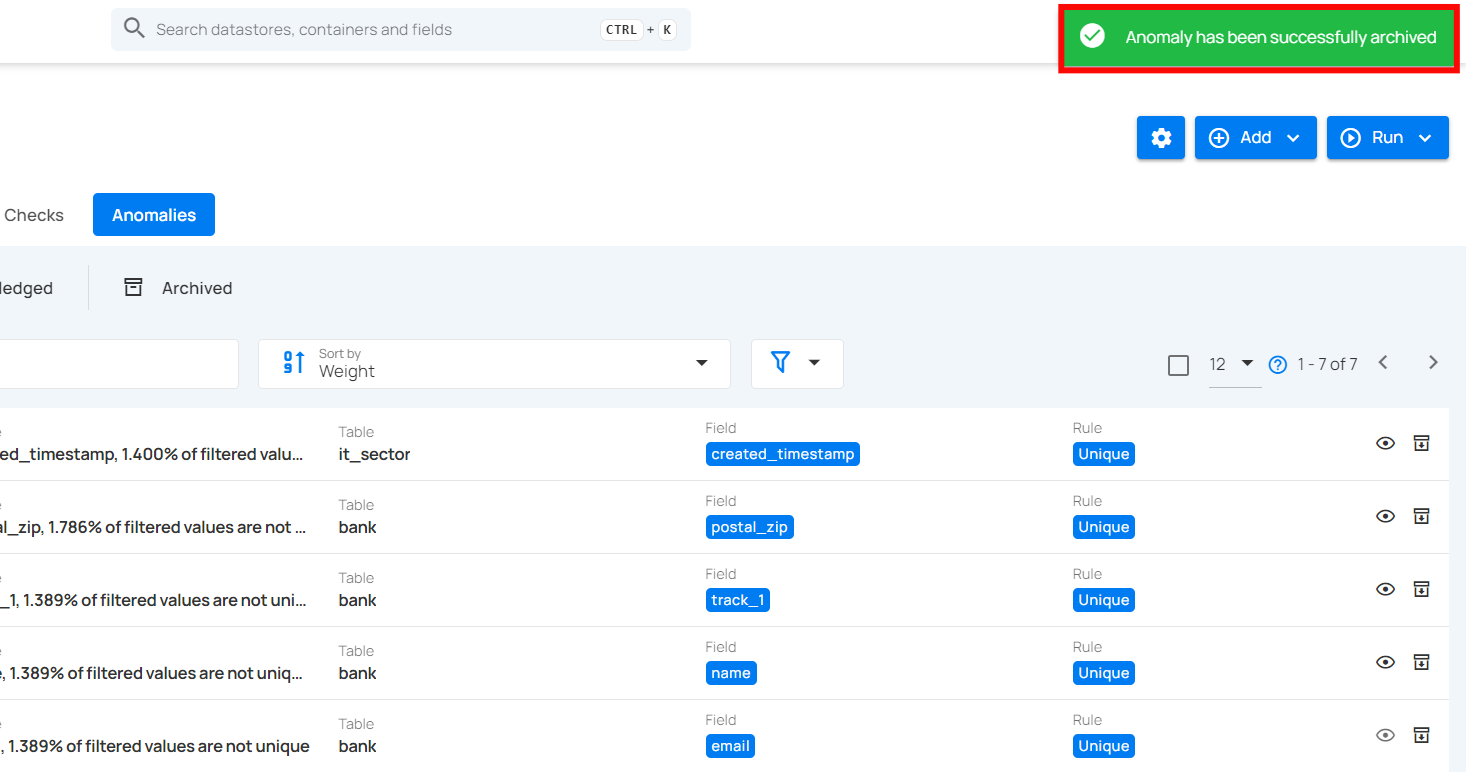 Search datastores, containers and fields CTRL + K
Anomaly has been successfully archived
Add Run
Checks Anomalies
ledged Archived
Sort by
Weight
12 1 - 7 of 7
Table Field Rule
ed_timestamp, 1.400% of filtered valu... it_sector created_timestamp Unique
Table Field Rule
al_zip, 1.786% of filtered values are not ... bank postal_zip Unique
Table Field Rule
_1, 1.389% of filtered values are not uni... bank track_1 Unique
Table Field Rule
, 1.389% of filtered values are not uniq... bank name Unique
Table Field Rule
, 1.389% of filtered values are not unique bank email Unique